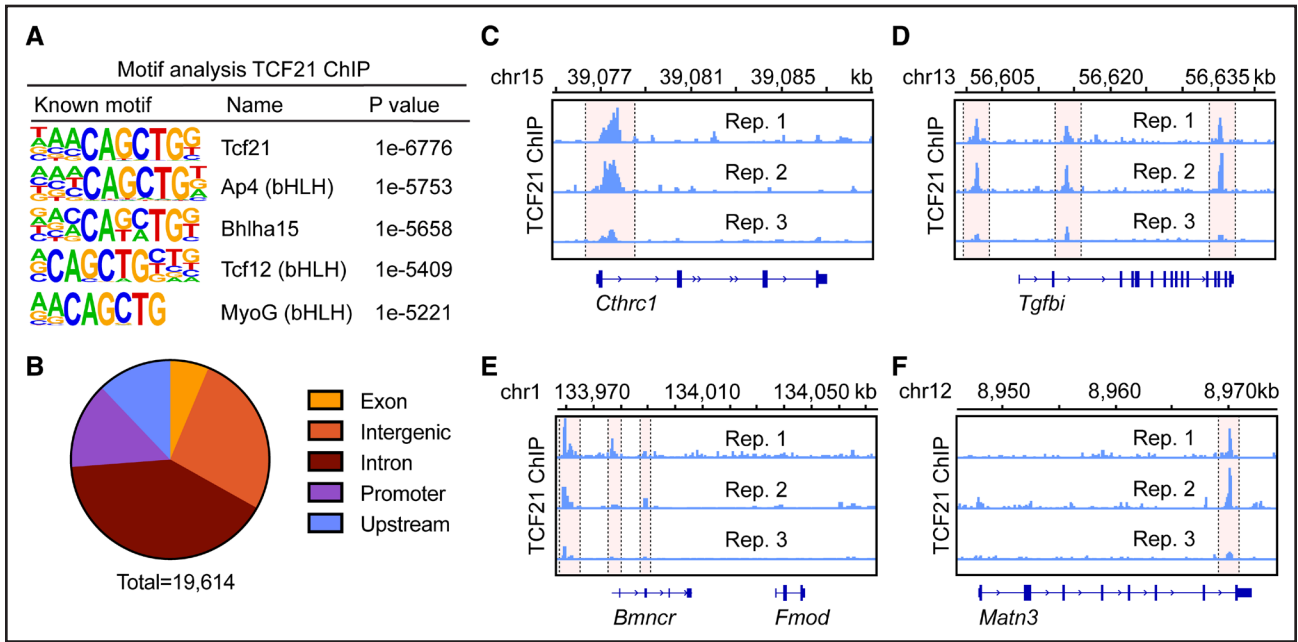 A
Motif analysis TCF21 ChIP
Known motif Name P value
TAACAGCTGG Tcf21 1e-6776
AAACAGCTGT Ap4 (bHLH) 1e-5753
GACCAGCTGG Bhlha15 1e-5658
GCAGCTGCTG Tcf12 (bHLH) 1e-5409
AACAGCTG MyoG (bHLH) 1e-5221
B
Exon
Intergenic
Intron
Promoter
Upstream
Total=19,614
C
chr15 39,077 39,081 39,085 kb
TCF21 ChIP
Rep. 1
Rep. 2
Rep. 3
Cthrc1
D
chr13 56,605 56,620 56,635 kb
TCF21 ChIP
Rep. 1
Rep. 2
Rep. 3
Tgfbi
E
chr1 133,970 134,010 134,050 kb
TCF21 ChIP
Rep. 1
Rep. 2
Rep. 3
Bmncr Fmod
F
chr12 8,950 8,960 8,970kb
TCF21 ChIP
Rep. 1
Rep. 2
Rep. 3
Matn3